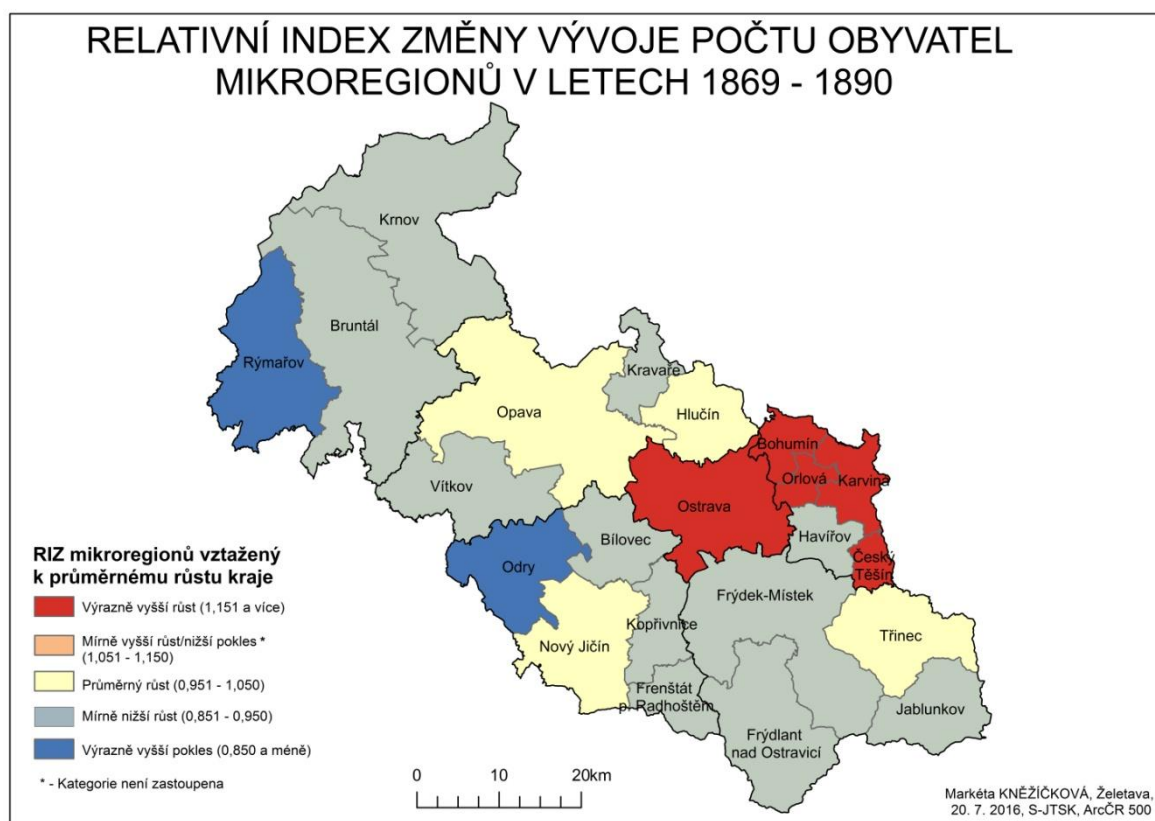 RELATIVNÍ INDEX ZMĚNY VÝVOJE POČTU OBYVATEL
MIKROREGIONŮ V LETECH 1869 - 1890
Krnov
Bruntál
Rýmařov
Kravaře
Opava
Hlučín
Bohumín
Orlová
Karvina
Vítkov
Ostrava
Bílovec
Havířov
Český
Těšín
Odry
Frýdek-Místek
Kopřivnice
Třinec
Nový Jičín
Frenštát
p. Radhoštěm
Jablunkov
Frýdlant
nad Ostravicí
RIZ mikroregionů vztažený
k průměrnému růstu kraje
Výrazně vyšší růst (1,151 a více)
Mírně vyšší růst/nižší pokles *
(1,051 - 1,150)
Průměrný růst (0,951 - 1,050)
Mírně nižší růst (0,851 - 0,950)
Výrazně vyšší pokles (0,850 a méně)
* - Kategorie není zastoupena
0 10 20km
Markéta KNĚŽÍČKOVÁ, Želetava,
20. 7. 2016, S-JTSK, ArcČR 500